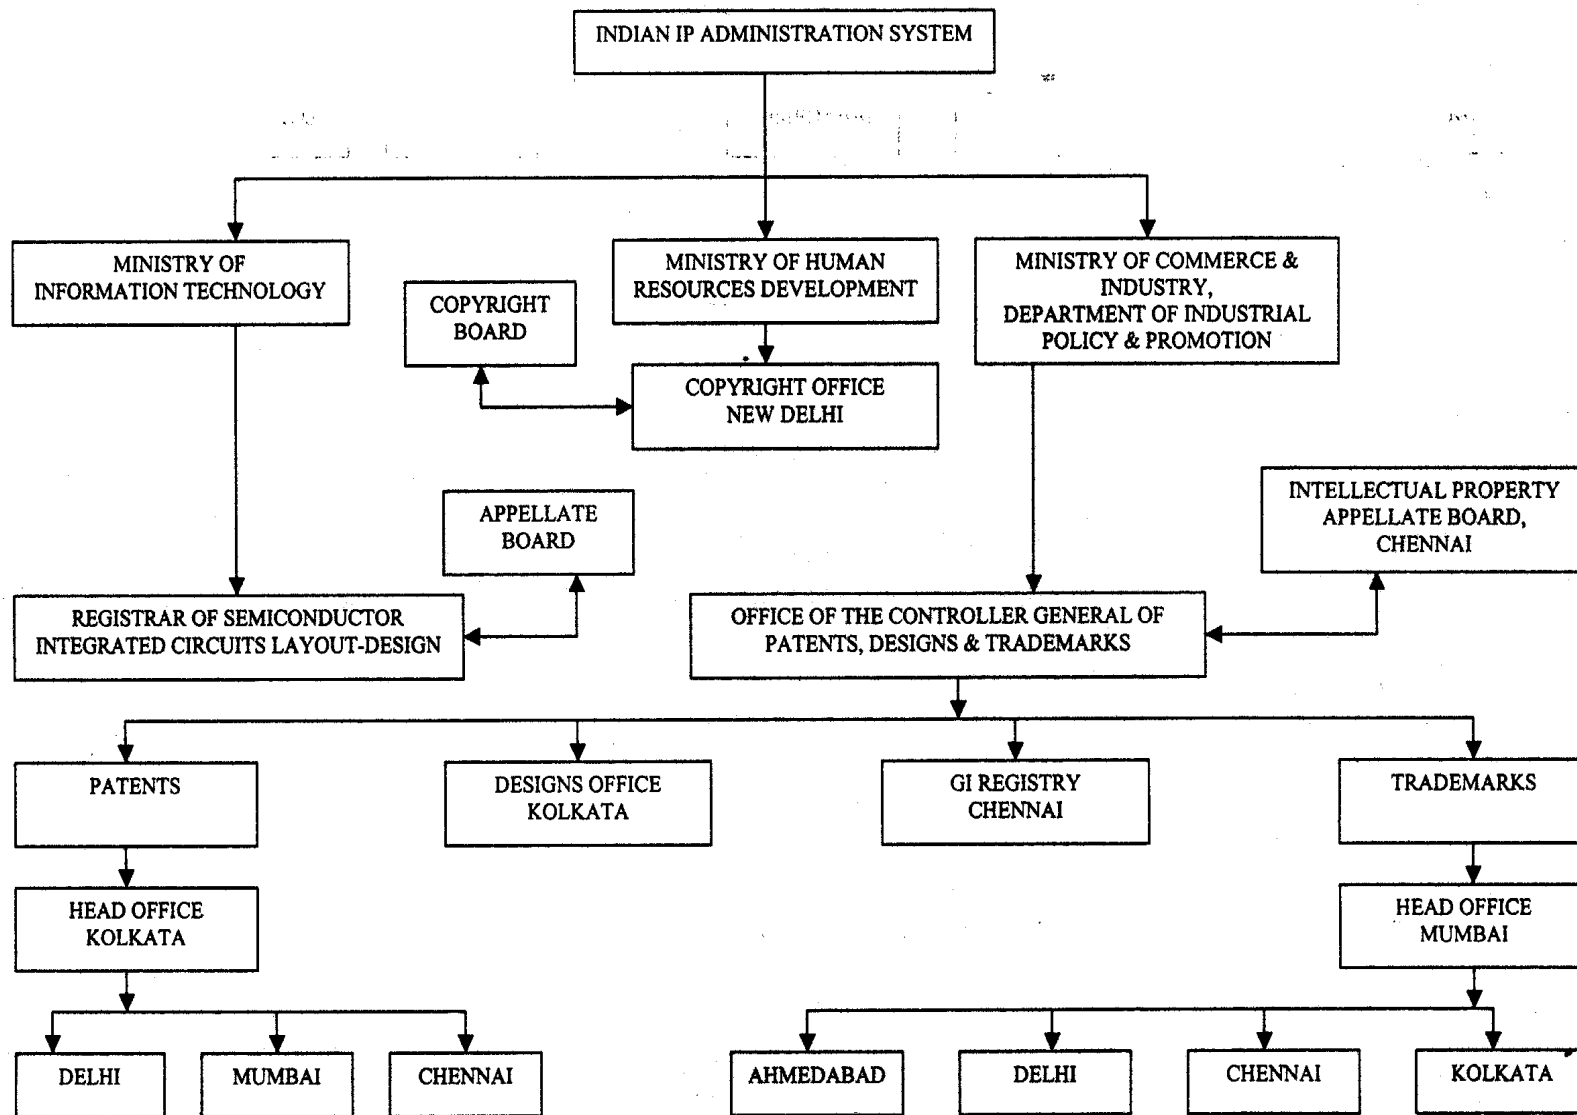 INDIAN IP ADMINISTRATION SYSTEM
MINISTRY OF
INFORMATION TECHNOLOGY
MINISTRY OF HUMAN
RESOURCES DEVELOPMENT
MINISTRY OF COMMERCE &
INDUSTRY,
DEPARTMENT OF INDUSTRIAL
POLICY & PROMOTION
COPYRIGHT
BOARD
COPYRIGHT OFFICE
NEW DELHI
APPELLATE
BOARD
INTELLECTUAL PROPERTY
APPELLATE BOARD,
CHENNAI
REGISTRAR OF SEMICONDUCTOR
INTEGRATED CIRCUITS LAYOUT-DESIGN
OFFICE OF THE CONTROLLER GENERAL OF
PATENTS, DESIGNS & TRADEMARKS
PATENTS
DESIGNS OFFICE
KOLKATA
GI REGISTRY
CHENNAI
TRADEMARKS
HEAD OFFICE
KOLKATA
HEAD OFFICE
MUMBAI
DELHI
MUMBAI
CHENNAI
AHMEDABAD
DELHI
CHENNAI
KOLKATA